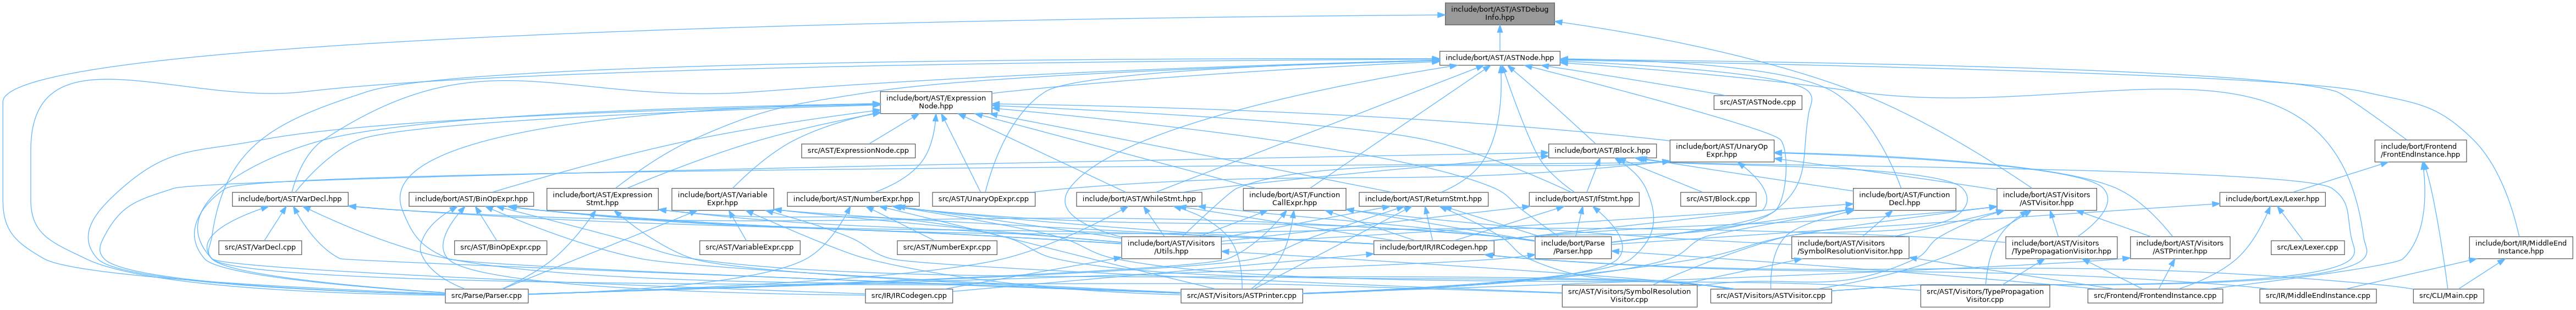 include/bort/AST/ASTDebug
Info.hpp
include/bort/AST/ASTNode.hpp
include/bort/AST/Expression
Node.hpp
src/AST/ASTNode.cpp
src/AST/ExpressionNode.cpp
include/bort/AST/Block.hpp
include/bort/AST/UnaryOp
Expr.hpp
include/bort/Frontend
/FrontEndInstance.hpp
include/bort/AST/VarDecl.hpp
include/bort/AST/BinOpExpr.hpp
include/bort/AST/Expression
Stmt.hpp
include/bort/AST/Variable
Expr.hpp
include/bort/AST/NumberExpr.hpp
src/AST/UnaryOpExpr.cpp
include/bort/AST/WhileStmt.hpp
include/bort/AST/Function
CallExpr.hpp
include/bort/AST/ReturnStmt.hpp
include/bort/AST/IfStmt.hpp
src/AST/Block.cpp
include/bort/AST/Function
Decl.hpp
include/bort/AST/Visitors
/ASTVisitor.hpp
include/bort/Lex/Lexer.hpp
src/AST/VarDecl.cpp
src/AST/BinOpExpr.cpp
src/AST/VariableExpr.cpp
src/AST/NumberExpr.cpp
include/bort/AST/Visitors
/Utils.hpp
include/bort/IR/IRCodegen.hpp
include/bort/Parse
/Parser.hpp
include/bort/AST/Visitors
/SymbolResolutionVisitor.hpp
include/bort/AST/Visitors
/TypePropagationVisitor.hpp
include/bort/AST/Visitors
/ASTPrinter.hpp
src/Lex/Lexer.cpp
include/bort/IR/MiddleEnd
Instance.hpp
src/Parse/Parser.cpp
src/IR/IRCodegen.cpp
src/AST/Visitors/ASTPrinter.cpp
src/AST/Visitors/SymbolResolution
Visitor.cpp
src/AST/Visitors/ASTVisitor.cpp
src/AST/Visitors/TypePropagation
Visitor.cpp
src/Frontend/FrontendInstance.cpp
src/IR/MiddleEndInstance.cpp
src/CLI/Main.cpp